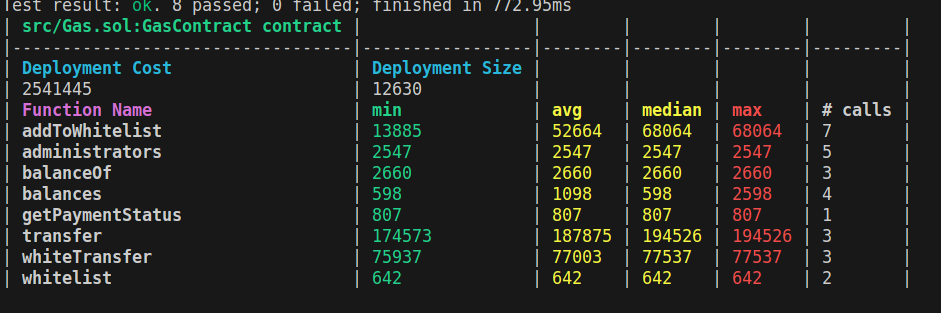 Test result: ok. 8 passed; 0 failed; finished in 772.95ms
| src/Gas.sol:GasContract contract |                 |        |        |        |         |
|----------------------------------|-----------------|--------|--------|--------|---------|
| Deployment Cost                  | Deployment Size |        |        |        |         |
| 2541445                          | 12630           |        |        |        |         |
| Function Name                    | min             | avg    | median | max    | # calls |
| addToWhitelist                   | 13885           | 52664  | 68064  | 68064  | 7       |
| administrators                   | 2547            | 2547   | 2547   | 2547   | 5       |
| balanceOf                        | 2660            | 2660   | 2660   | 2660   | 3       |
| balances                         | 598             | 1098   | 598    | 2598   | 4       |
| getPaymentStatus                 | 807             | 807    | 807    | 807    | 1       |
| transfer                         | 174573          | 187875 | 194526 | 194526 | 3       |
| whiteTransfer                    | 75937           | 77003  | 77537  | 77537  | 3       |
| whitelist                        | 642             | 642    | 642    | 642    | 2       |